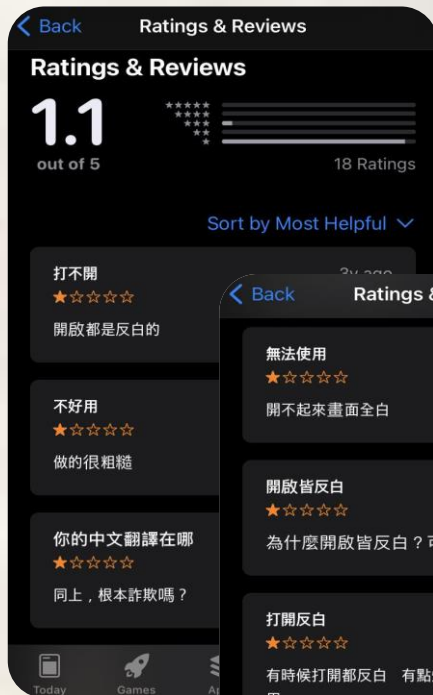 Back Ratings & Reviews
Ratings & Reviews
1.1
out of 5
★★★★★
★★★★
★★★
★★
★
18 Ratings
Sort by Most Helpful
打不開
3y ago
★☆☆☆☆
開啟都是反白的
不好用
★☆☆☆☆
做的很粗糙
你的中文翻譯在哪
★☆☆☆☆
同上，根本詐欺嗎？
Today Games
Back Ratings &
無法使用
★☆☆☆☆
開不起來畫面全白
開啟皆反白
★☆☆☆☆
為什麼開啟皆反白？
打開反白
★☆☆☆☆
有時候打開都反白 有點